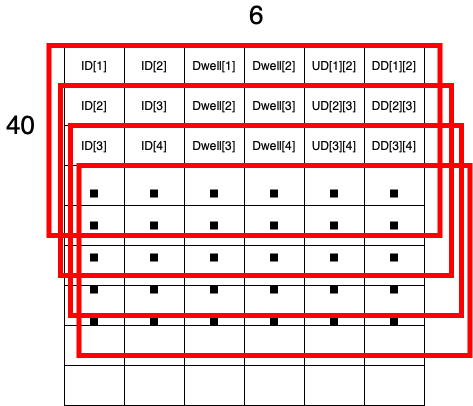 6
40
ID[1] ID[2] Dwell[1] Dwell[2] UD[1][2] DD[1][2]
ID[2] ID[3] Dwell[2] Dwell[3] UD[2][3] DD[2][3]
ID[3] ID[4] Dwell[3] Dwell[4] UD[3][4] DD[3][4]